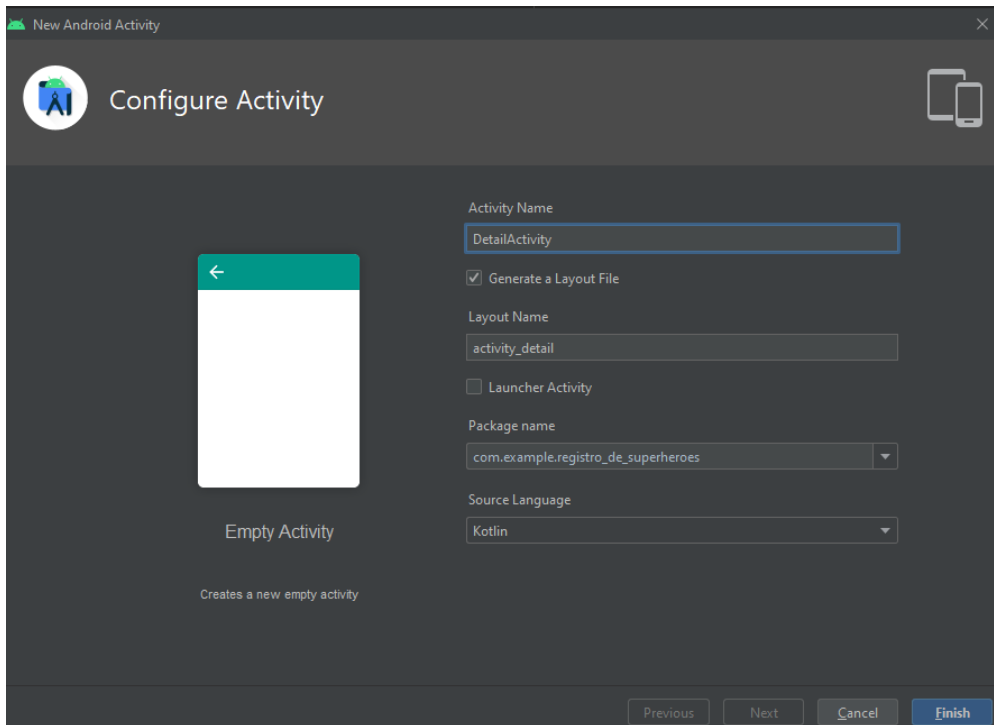 New Android Activity
Configure Activity
Activity Name
DetailActivity
Generate a Layout File
Layout Name
activity_detail
Launcher Activity
Package name
com.example.registro_de_superheroes
Source Language
Kotlin
Empty Activity
Creates a new empty activity
Previous
Next
Cancel
Finish